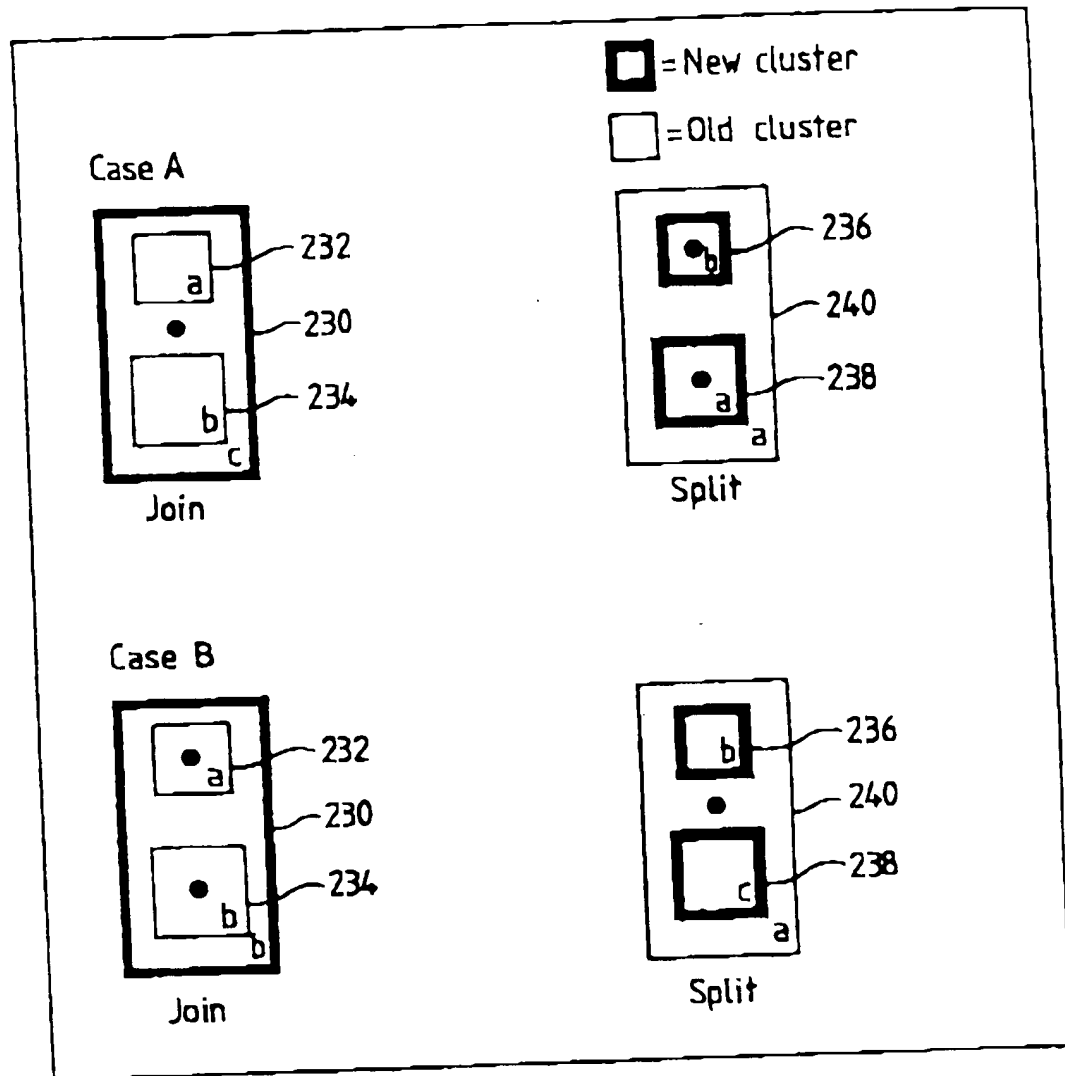 =New cluster
=Old cluster
Case A
a
232
230
b
234
c
Join
b
236
240
a
238
a
Split
Case B
a
232
230
b
234
b
Join
b
236
240
c
238
a
Split